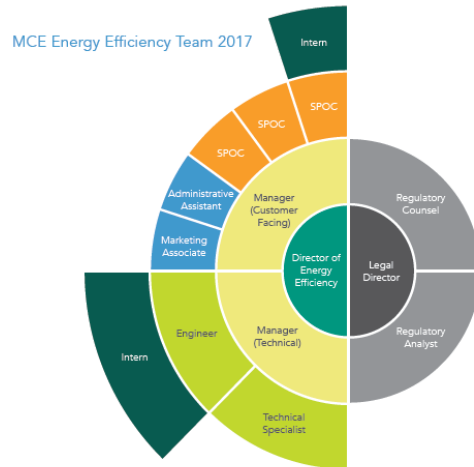 MCE Energy Efficiency Team 2017
Intern
SPOC
SPOC
SPOC
Administrative
Assistant
Marketing
Associate
Manager
(Customer
Facing)
Regulatory
Counsel
Director of
Energy
Efficiency
Legal
Director
Engineer
Manager
(Technical)
Regulatory
Analyst
Intern
Technical
Specialist